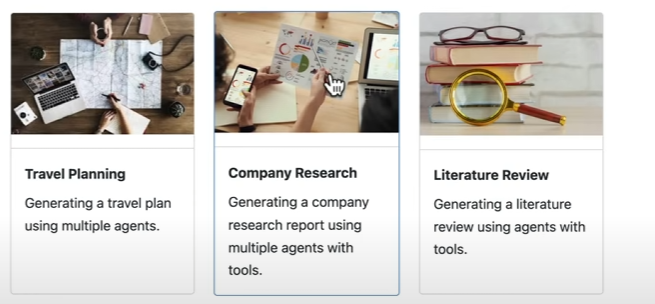 Travel Planning
Generating a travel plan
using multiple agents.
Company Research
Generating a company
research report using
multiple agents with
tools.
Literature Review
Generating a literature
review using agents with
tools.